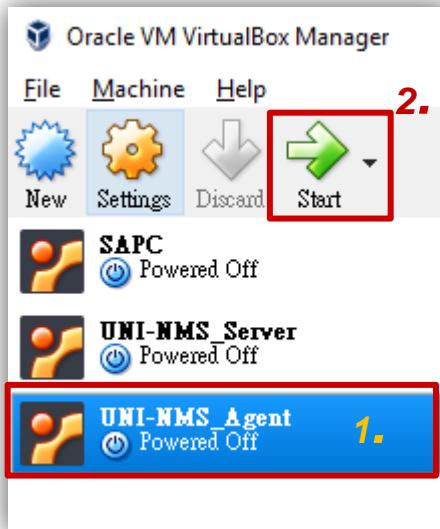 Oracle VM VirtualBox Manager
File Machine Help
2.
New Settings Discard Start
SAPC
Powered Off
UNI-NMS_Server
Powered Off
UNI-NMS_Agent
Powered Off
1.